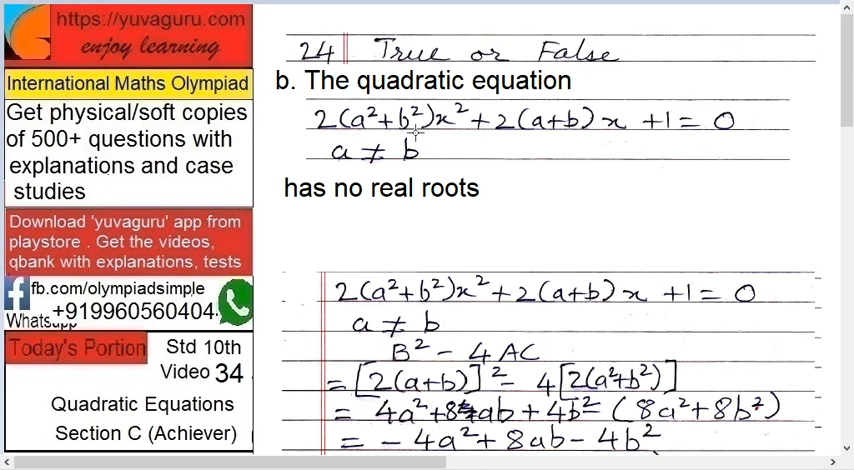 https://yuvaguru.com
enjoy learning
International Maths Olympiad
Get physical/soft copies
of 500+ questions with
explanations and case
studies
Download 'yuvaguru' app from
playstore . Get the videos,
qbank with explanations, tests
fb.com/olympiadsimple
+919960560404
Whatsupp
Today's Portion
Std 10th
Video 34
Quadratic Equations
Section C (Achiever)
24 True or False
b. The quadratic equation
2(a²+b²)x²+2(a+b)x +1=0
a ≠ b
has no real roots
2(a²+b²)x²+2(a+b)x +1=0
a ≠ b
B² - 4AC
= [2(a+b)]² - 4[2(a²+b²)]
= 4a²+8ab+4b²-(8a²+8b²)
= -4a²+8ab-4b²